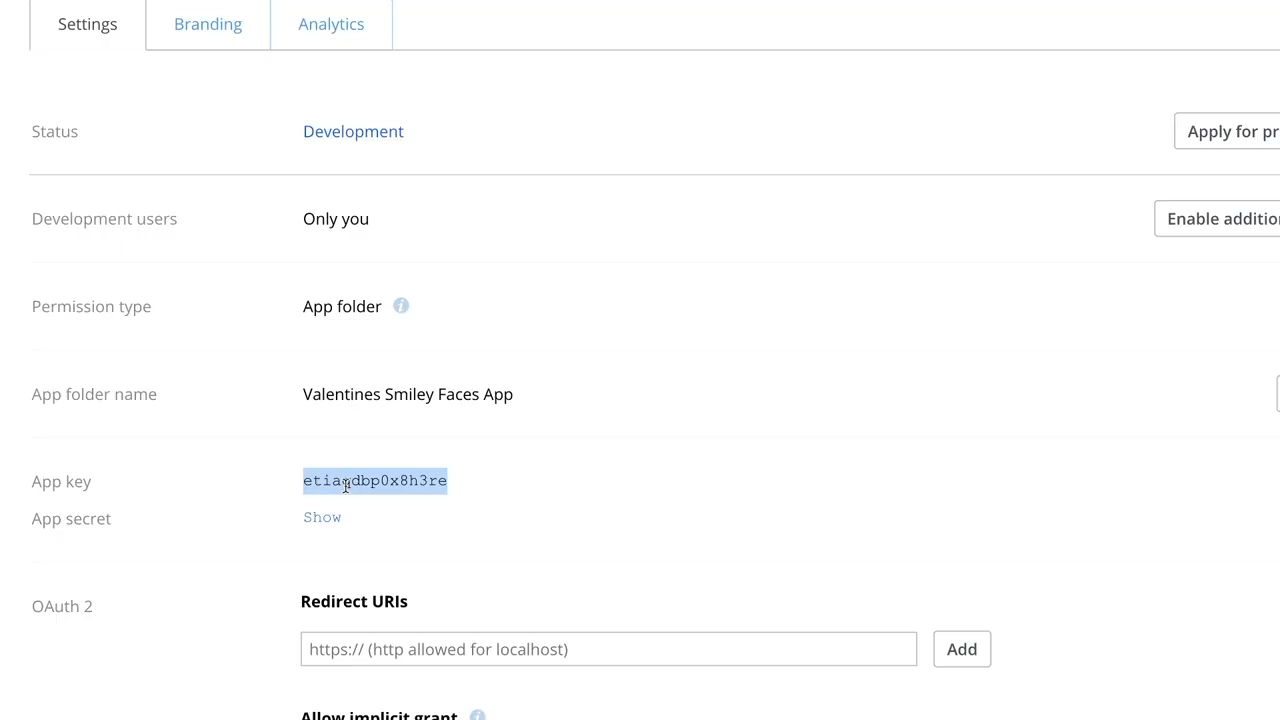 Settings
Branding
Analytics
Status
Development
Apply for pr
Development users
Only you
Enable additio
Permission type
App folder
App folder name
Valentines Smiley Faces App
App key
App secret
Show
OAuth 2
Redirect URIs
https:// (http allowed for localhost)
Add
Allow implicit grant